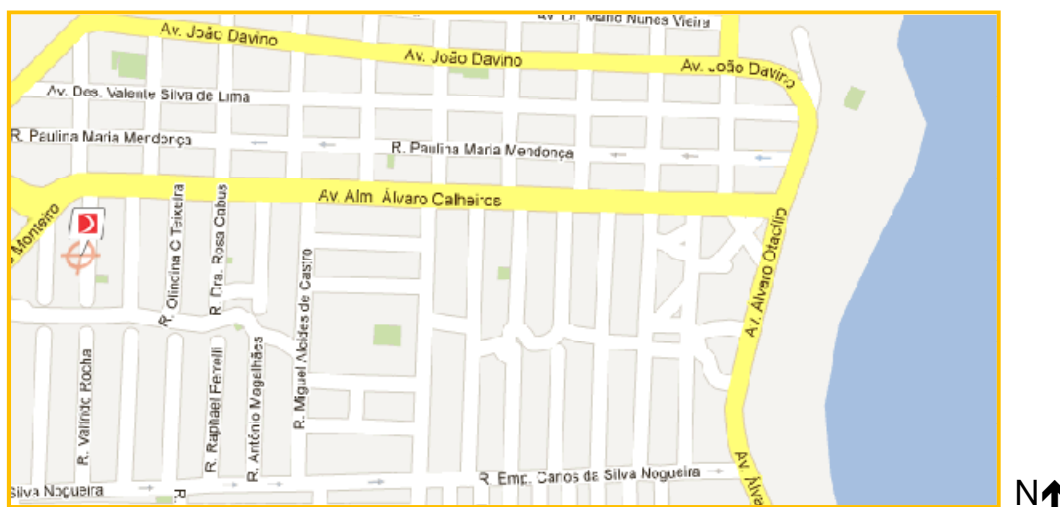 Av. Dr. Mario Nunes Vieira
Av. João Davino
Av. João Davino
Av. João Davino
Av. Des. Valente Silva de Lima
R. Paulina Maria Mendonça
R. Paulina Maria Mendonça
Av. Alm. Álvaro Calheiros
Monteiro
R. Olindina C Teixeira
R. Dra. Rosa Cabus
R. Miguel Alcides de Castro
Av. Álvaro Otacílio
R. Valindo Rocha
R. Raphael Perrelli
R. Antônio Magalhães
R. Emp. Carlos da Silva Nogueira
Silva Nogueira
R.
Av. Álva
N